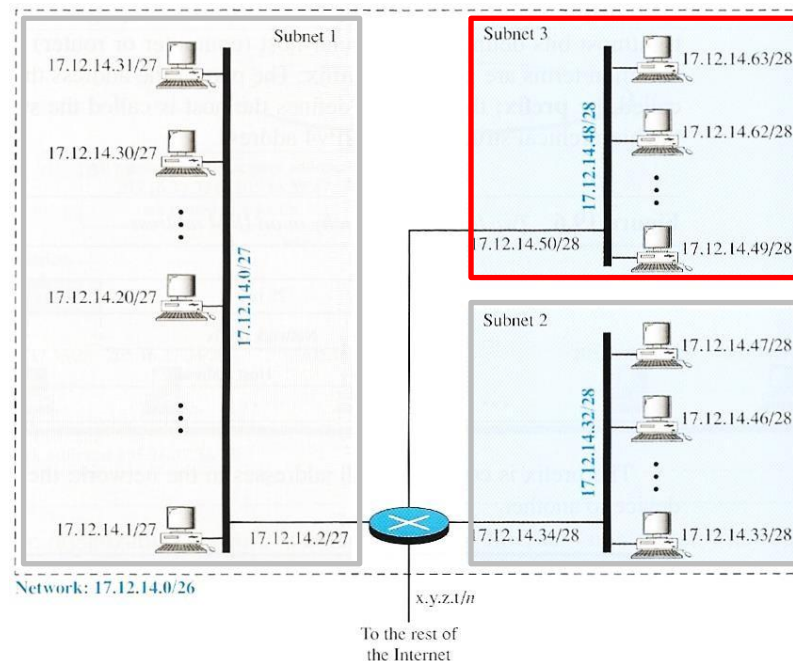 Subnet 1
17.12.14.31/27
17.12.14.30/27
17.12.14.20/27
17.12.14.1/27
17.12.14.0/27
17.12.14.2/27
Subnet 3
17.12.14.63/28
17.12.14.62/28
17.12.14.49/28
17.12.14.48/28
17.12.14.50/28
Subnet 2
17.12.14.47/28
17.12.14.46/28
17.12.14.33/28
17.12.14.32/28
17.12.14.34/28
Network: 17.12.14.0/26
x.y.z.t/n
To the rest of
the Internet